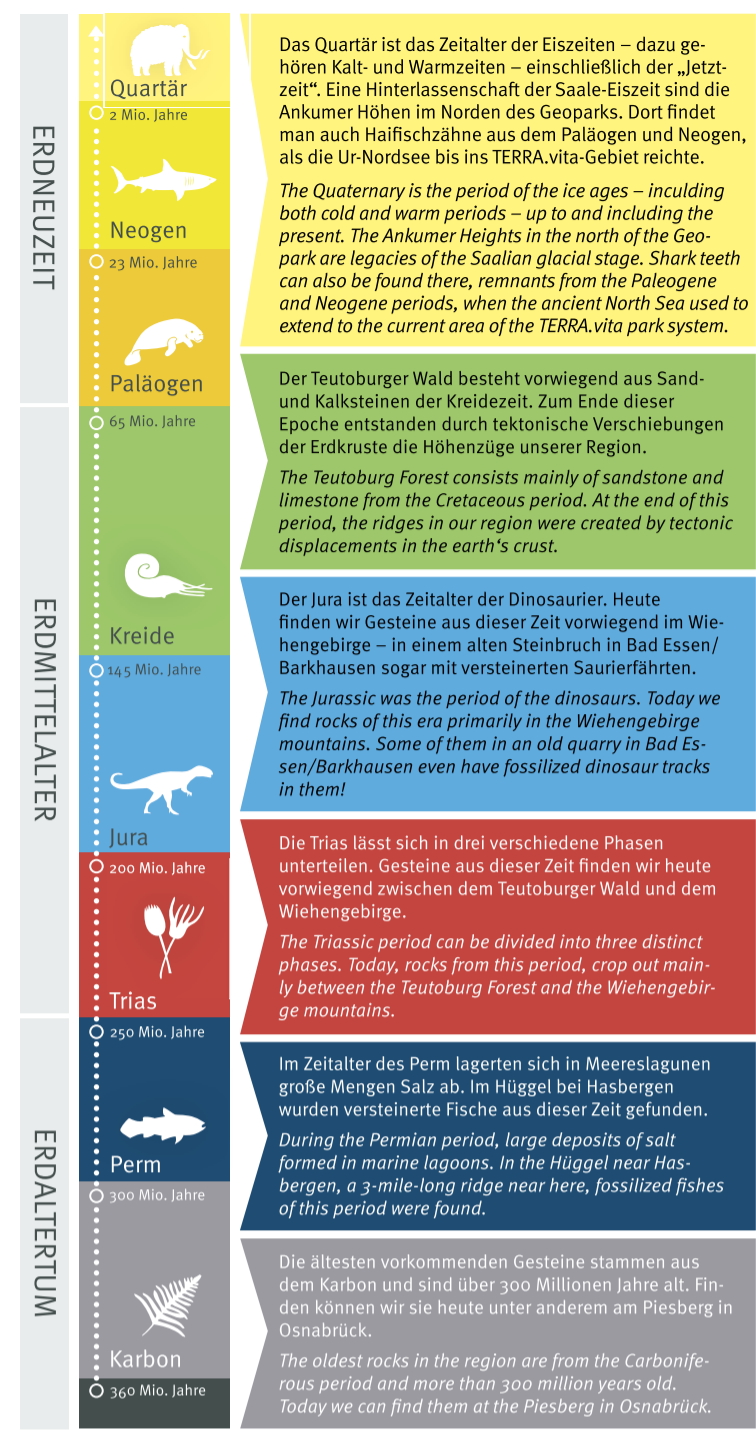 ERDNEUZEIT
Quartär
2 Mio. Jahre
Neogen
23 Mio. Jahre
Paläogen
Das Quartär ist das Zeitalter der Eiszeiten – dazu ge-
hören Kalt- und Warmzeiten – einschließlich der „Jetzt-
zeit“. Eine Hinterlassenschaft der Saale-Eiszeit sind die
Ankumer Höhen im Norden des Geoparks. Dort findet
man auch Haifischzähne aus dem Paläogen und Neogen,
als die Ur-Nordsee bis ins TERRA.vita-Gebiet reichte.
The Quaternary is the period of the ice ages – inculding
both cold and warm periods – up to and including the
present. The Ankumer Heights in the north of the Geo-
park are legacies of the Saalian glacial stage. Shark teeth
can also be found there, remnants from the Paleogene
and Neogene periods, when the ancient North Sea used to
extend to the current area of the TERRA.vita park system.
ERDMITTELALTER
65 Mio. Jahre
Kreide
Der Teutoburger Wald besteht vorwiegend aus Sand-
und Kalksteinen der Kreidezeit. Zum Ende dieser
Epoche entstanden durch tektonische Verschiebungen
der Erdkruste die Höhenzüge unserer Region.
The Teutoburg Forest consists mainly of sandstone and
limestone from the Cretaceous period. At the end of this
period, the ridges in our region were created by tectonic
displacements in the earth‘s crust.
145 Mio. Jahre
Jura
Der Jura ist das Zeitalter der Dinosaurier. Heute
finden wir Gesteine aus dieser Zeit vorwiegend im Wie-
hengebirge – in einem alten Steinbruch in Bad Essen/
Barkhausen sogar mit versteinerten Saurierfährten.
The Jurassic was the period of the dinosaurs. Today we
find rocks of this era primarily in the Wiehengebirge
mountains. Some of them in an old quarry in Bad Es-
sen/Barkhausen even have fossilized dinosaur tracks
in them!
200 Mio. Jahre
Trias
Die Trias lässt sich in drei verschiedene Phasen
unterteilen. Gesteine aus dieser Zeit finden wir heute
vorwiegend zwischen dem Teutoburger Wald und dem
Wiehengebirge.
The Triassic period can be divided into three distinct
phases. Today, rocks from this period, crop out main-
ly between the Teutoburg Forest and the Wiehengebir-
ge mountains.
ERDALTERTUM
250 Mio. Jahre
Perm
Im Zeitalter des Perm lagerten sich in Meereslagunen
große Mengen Salz ab. Im Hüggel bei Hasbergen
wurden versteinerte Fische aus dieser Zeit gefunden.
During the Permian period, large deposits of salt
formed in marine lagoons. In the Hüggel near Has-
bergen, a 3-mile-long ridge near here, fossilized fishes
of this period were found.
300 Mio. Jahre
Karbon
360 Mio. Jahre
Die ältesten vorkommenden Gesteine stammen aus
dem Karbon und sind über 300 Millionen Jahre alt. Fin-
den können wir sie heute unter anderem am Piesberg in
Osnabrück.
The oldest rocks in the region are from the Carbonife-
rous period and more than 300 million years old.
Today we can find them at the Piesberg in Osnabrück.